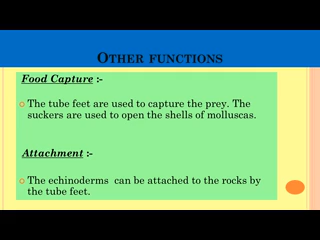 OTHER FUNCTIONS
Food Capture :-
The tube feet are used to capture the prey. The
suckers are used to open the shells of molluscas.
Attachment :-
The echinoderms can be attached to the rocks by
the tube feet.